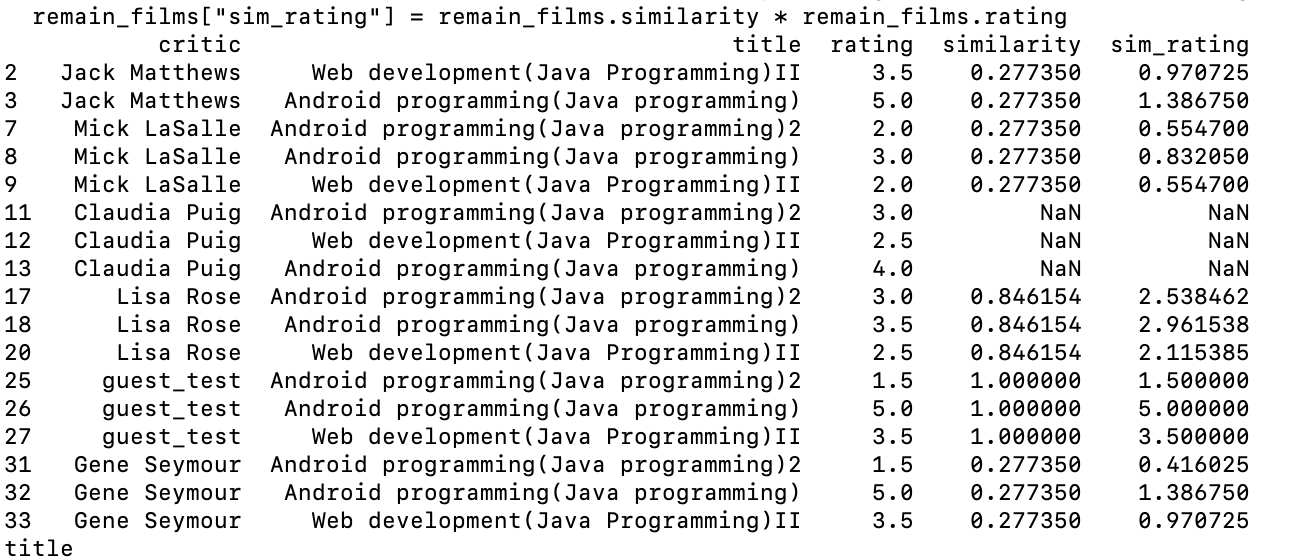 remain_films["sim_rating"] = remain_films.similarity * remain_films.rating
critic title rating similarity sim_rating
2 Jack Matthews Web development(Java Programming)II 3.5 0.277350 0.970725
3 Jack Matthews Android programming(Java programming) 5.0 0.277350 1.386750
7 Mick LaSalle Android programming(Java programming)2 2.0 0.277350 0.554700
8 Mick LaSalle Android programming(Java programming) 3.0 0.277350 0.832050
9 Mick LaSalle Web development(Java Programming)II 2.0 0.277350 0.554700
11 Claudia Puig Android programming(Java programming)2 3.0 NaN NaN
12 Claudia Puig Web development(Java Programming)II 2.5 NaN NaN
13 Claudia Puig Android programming(Java programming) 4.0 NaN NaN
17 Lisa Rose Android programming(Java programming)2 3.0 0.846154 2.538462
18 Lisa Rose Android programming(Java programming) 3.5 0.846154 2.961538
20 Lisa Rose Web development(Java Programming)II 2.5 0.846154 2.115385
25 guest_test Android programming(Java programming)2 1.5 1.000000 1.500000
26 guest_test Android programming(Java programming) 5.0 1.000000 5.000000
27 guest_test Web development(Java Programming)II 3.5 1.000000 3.500000
31 Gene Seymour Android programming(Java programming)2 1.5 0.277350 0.416025
32 Gene Seymour Android programming(Java programming) 5.0 0.277350 1.386750
33 Gene Seymour Web development(Java Programming)II 3.5 0.277350 0.970725
title